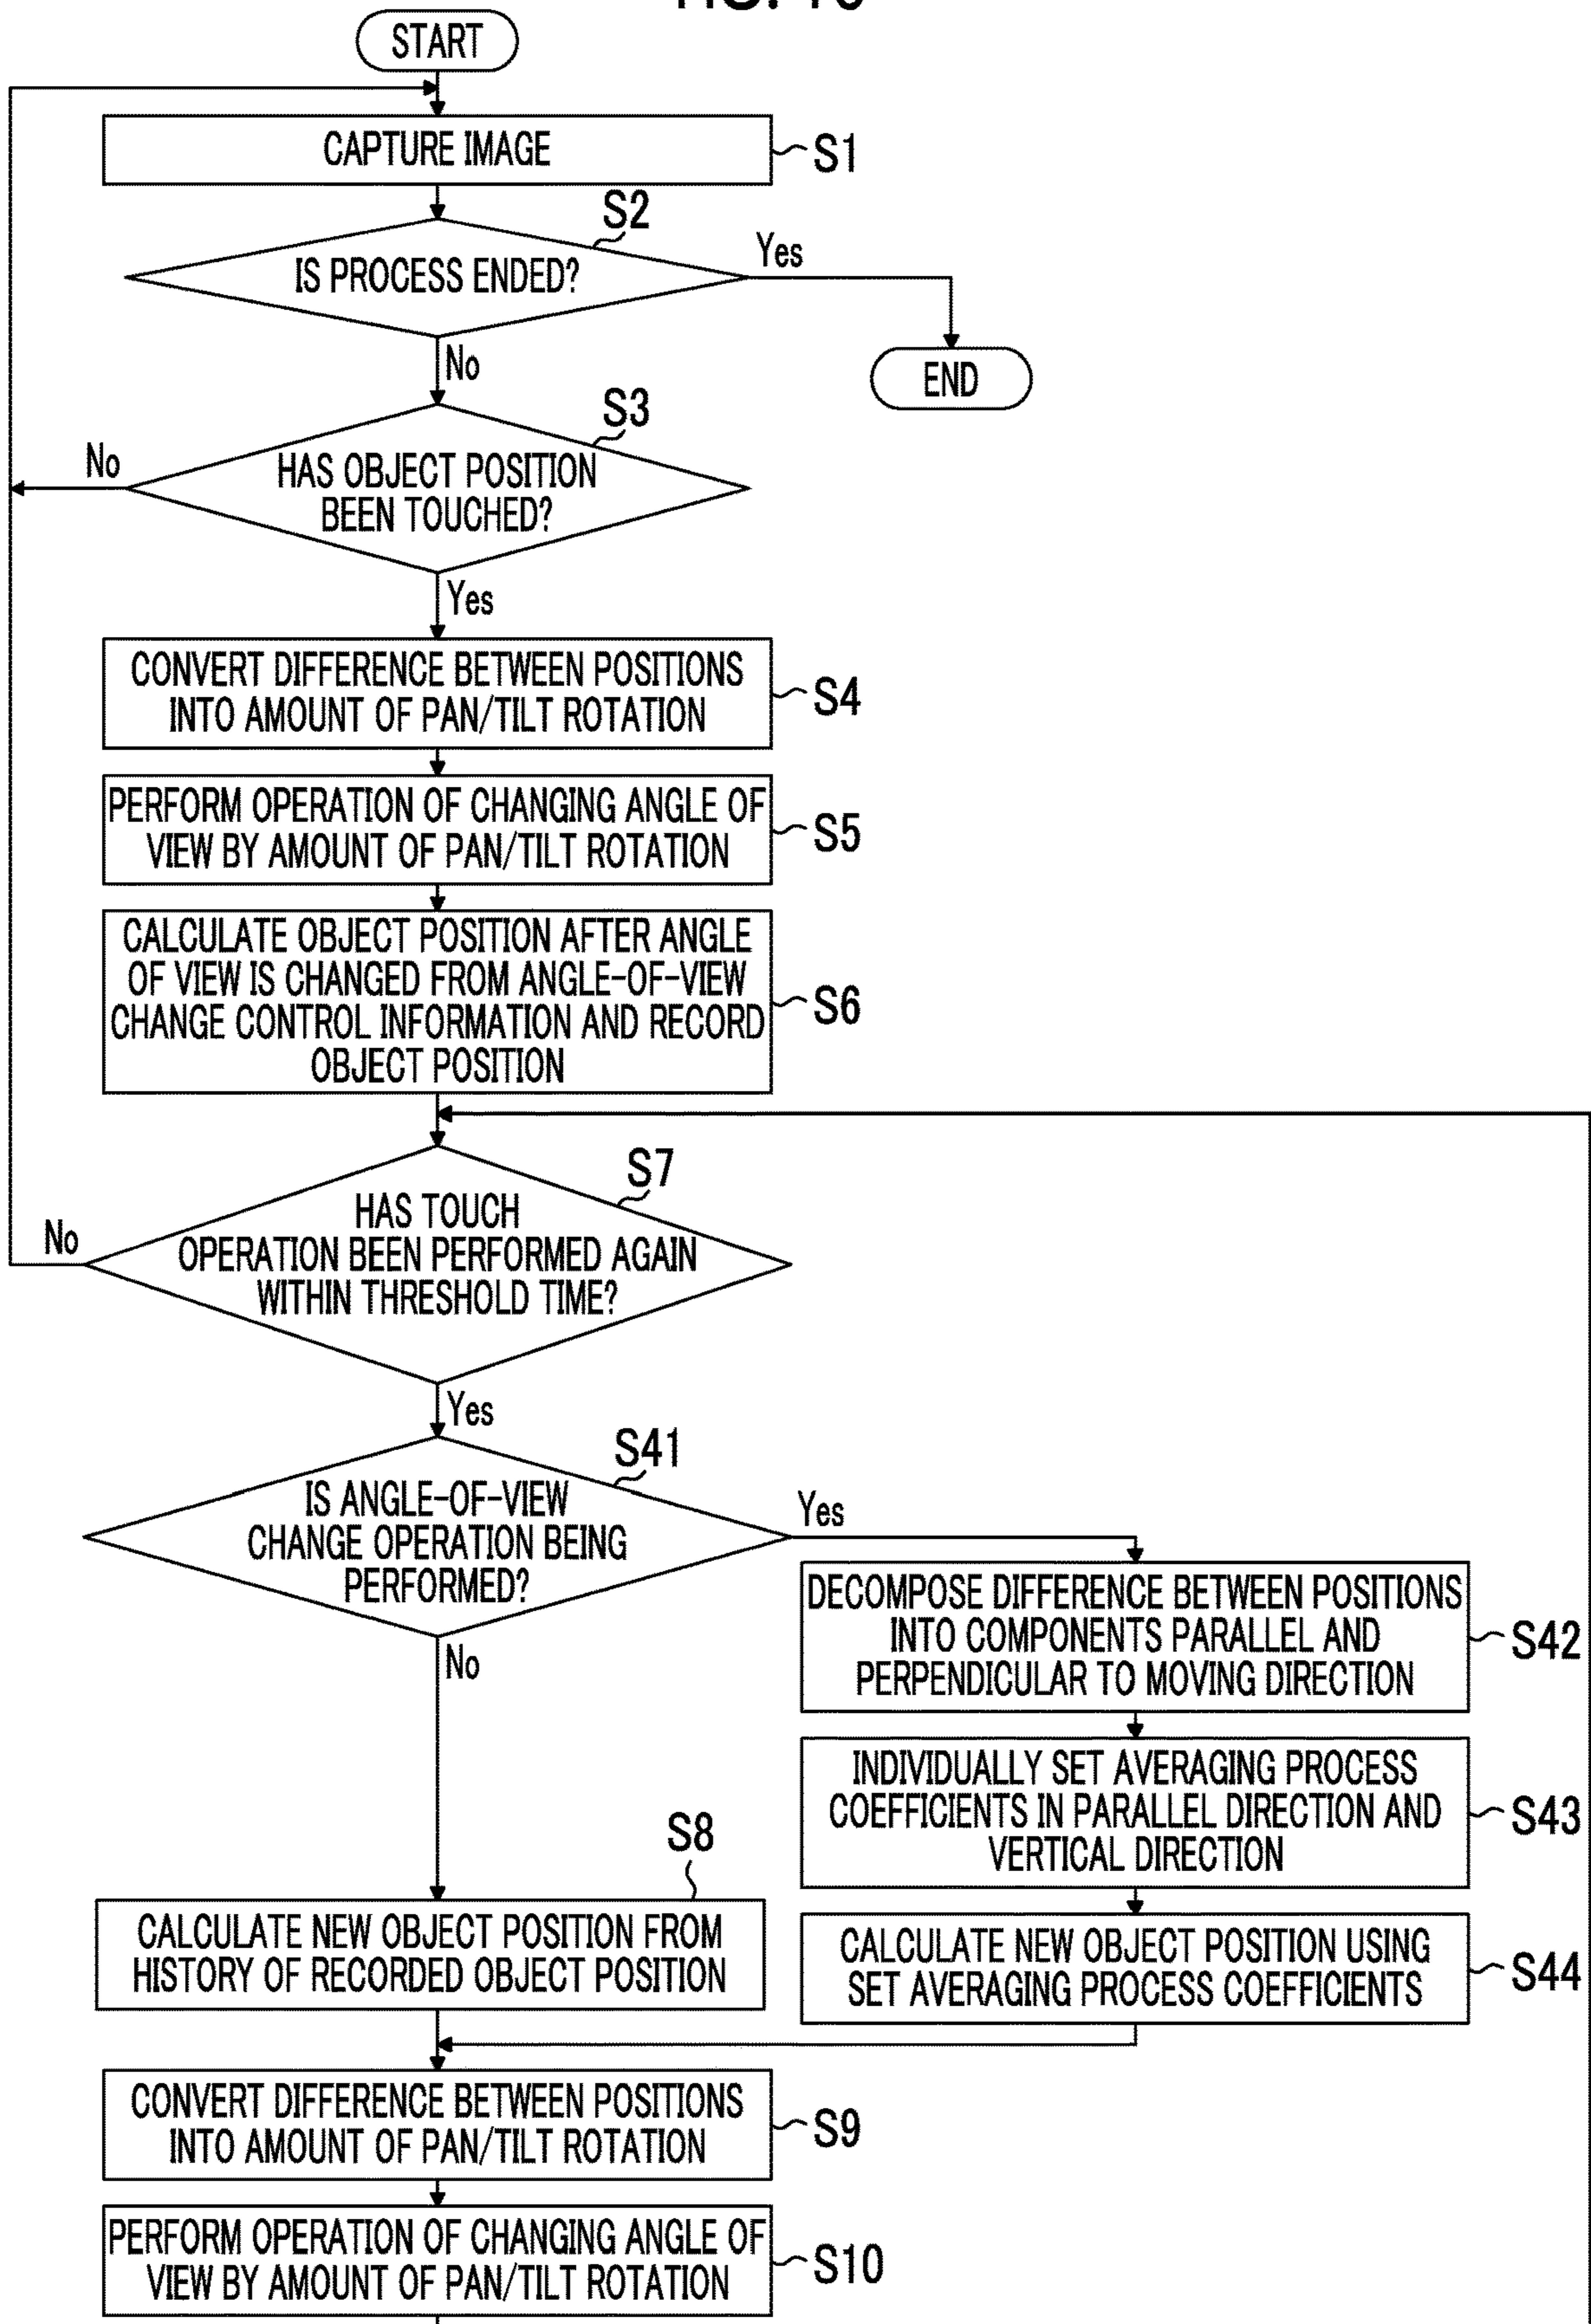 START
CAPTURE IMAGE
S1
S2
IS PROCESS ENDED?
Yes
No
END
S3
HAS OBJECT POSITION
BEEN TOUCHED?
No
Yes
CONVERT DIFFERENCE BETWEEN POSITIONS
INTO AMOUNT OF PAN/TILT ROTATION
S4
PERFORM OPERATION OF CHANGING ANGLE OF
VIEW BY AMOUNT OF PAN/TILT ROTATION
S5
CALCULATE OBJECT POSITION AFTER ANGLE
OF VIEW IS CHANGED FROM ANGLE-OF-VIEW
CHANGE CONTROL INFORMATION AND RECORD
OBJECT POSITION
S6
S7
HAS TOUCH
OPERATION BEEN PERFORMED AGAIN
WITHIN THRESHOLD TIME?
No
Yes
S41
IS ANGLE-OF-VIEW
CHANGE OPERATION BEING
PERFORMED?
Yes
No
DECOMPOSE DIFFERENCE BETWEEN POSITIONS
INTO COMPONENTS PARALLEL AND
PERPENDICULAR TO MOVING DIRECTION
S42
INDIVIDUALLY SET AVERAGING PROCESS
COEFFICIENTS IN PARALLEL DIRECTION AND
VERTICAL DIRECTION
S43
S8
CALCULATE NEW OBJECT POSITION FROM
HISTORY OF RECORDED OBJECT POSITION
CALCULATE NEW OBJECT POSITION USING
SET AVERAGING PROCESS COEFFICIENTS
S44
CONVERT DIFFERENCE BETWEEN POSITIONS
INTO AMOUNT OF PAN/TILT ROTATION
S9
PERFORM OPERATION OF CHANGING ANGLE OF
VIEW BY AMOUNT OF PAN/TILT ROTATION
S10